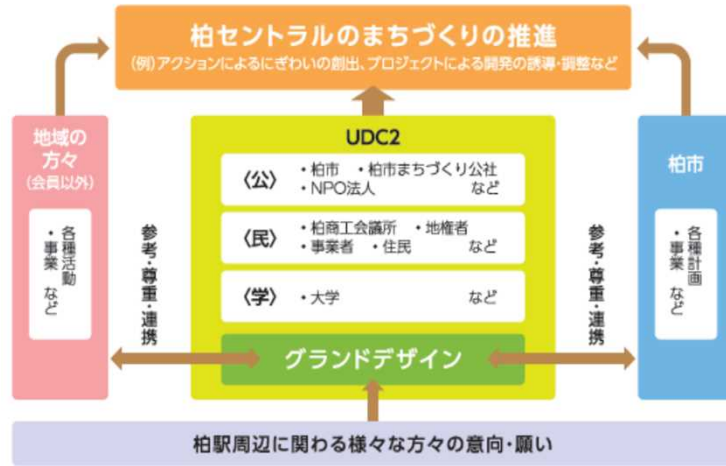 柏セントラルのまちづくりの推進
(例)アクションによるにぎわいの創出、プロジェクトによる開発の誘導・調整など
地域の
方々
(会員以外)
各種活動
・事業 など
参考・尊重・連携
UDC2
〈公〉
・柏市 ・柏市まちづくり公社
・NPO法人 など
〈民〉
・柏商工会議所 ・地権者
・事業者 ・住民 など
〈学〉
・大学 など
グランドデザイン
参考・尊重・連携
柏市
各種計画
・事業 など
柏駅周辺に関わる様々な方々の意向・願い